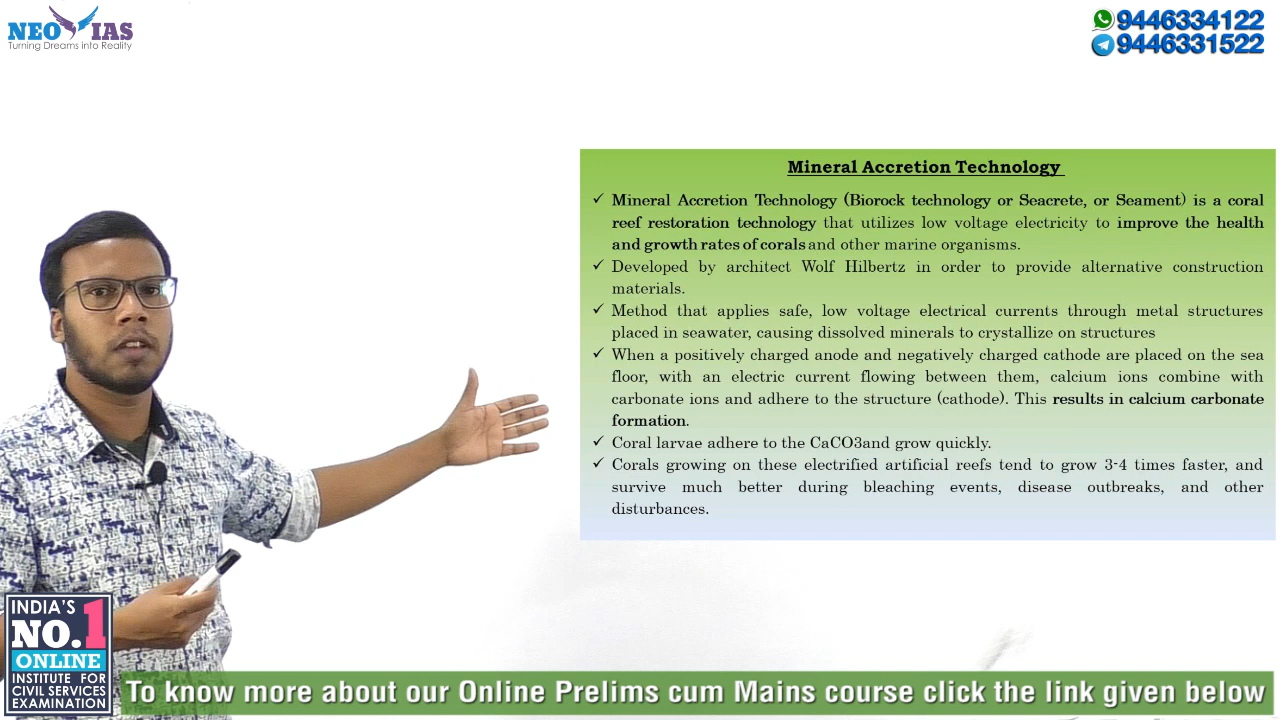 NEO IAS
Turning Dreams into Reality
9446334122
9446331522
Mineral Accretion Technology
✓ Mineral Accretion Technology (Biorock technology or Seacrete, or Seament) is a coral
reef restoration technology that utilizes low voltage electricity to improve the health
and growth rates of corals and other marine organisms.
✓ Developed by architect Wolf Hilbertz in order to provide alternative construction
materials.
✓ Method that applies safe, low voltage electrical currents through metal structures
placed in seawater, causing dissolved minerals to crystallize on structures
✓ When a positively charged anode and negatively charged cathode are placed on the sea
floor, with an electric current flowing between them, calcium ions combine with
carbonate ions and adhere to the structure (cathode). This results in calcium carbonate
formation.
✓ Coral larvae adhere to the CaCO3and grow quickly.
✓ Corals growing on these electrified artificial reefs tend to grow 3-4 times faster, and
survive much better during bleaching events, disease outbreaks, and other
disturbances.
INDIA'S
NO.1
ONLINE
INSTITUTE FOR
CIVIL SERVICES
EXAMINATION
To know more about our Online Prelims cum Mains course click the link given below